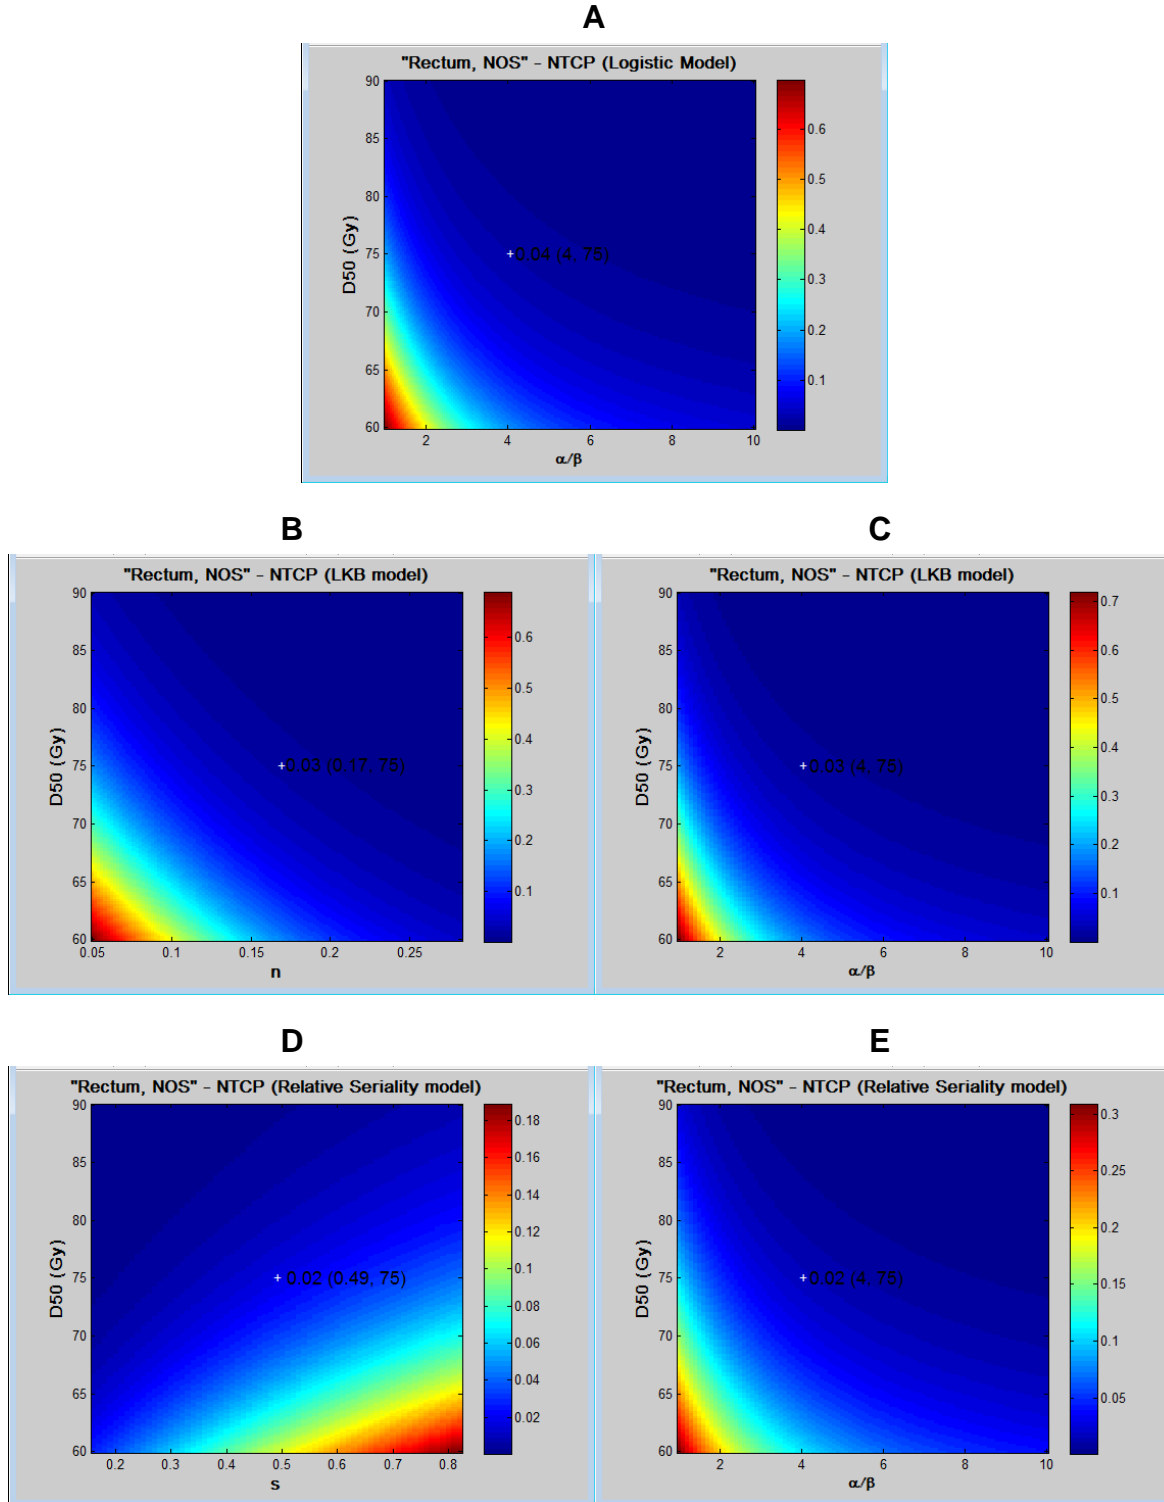 A
"Rectum, NOS" - NTCP (Logistic Model)
90
85
80
75
70
65
60
D50 (Gy)
+0.04 (4, 75)
2 4 6 8 10
α/β
0.6
0.5
0.4
0.3
0.2
0.1
B
"Rectum, NOS" - NTCP (LKB model)
90
85
80
75
70
65
60
D50 (Gy)
+0.03 (0.17, 75)
0.05 0.1 0.15 0.2 0.25
n
0.6
0.5
0.4
0.3
0.2
0.1
C
"Rectum, NOS" - NTCP (LKB model)
90
85
80
75
70
65
60
D50 (Gy)
+0.03 (4, 75)
2 4 6 8 10
α/β
0.7
0.6
0.5
0.4
0.3
0.2
0.1
D
"Rectum, NOS" - NTCP (Relative Seriality model)
90
85
80
75
70
65
60
D50 (Gy)
+ 0.02 (0.49, 75)
0.2 0.3 0.4 0.5 0.6 0.7 0.8
s
0.18
0.16
0.14
0.12
0.1
0.08
0.06
0.04
0.02
E
"Rectum, NOS" - NTCP (Relative Seriality model)
90
85
80
75
70
65
60
D50 (Gy)
+0.02 (4, 75)
2 4 6 8 10
α/β
0.3
0.25
0.2
0.15
0.1
0.05